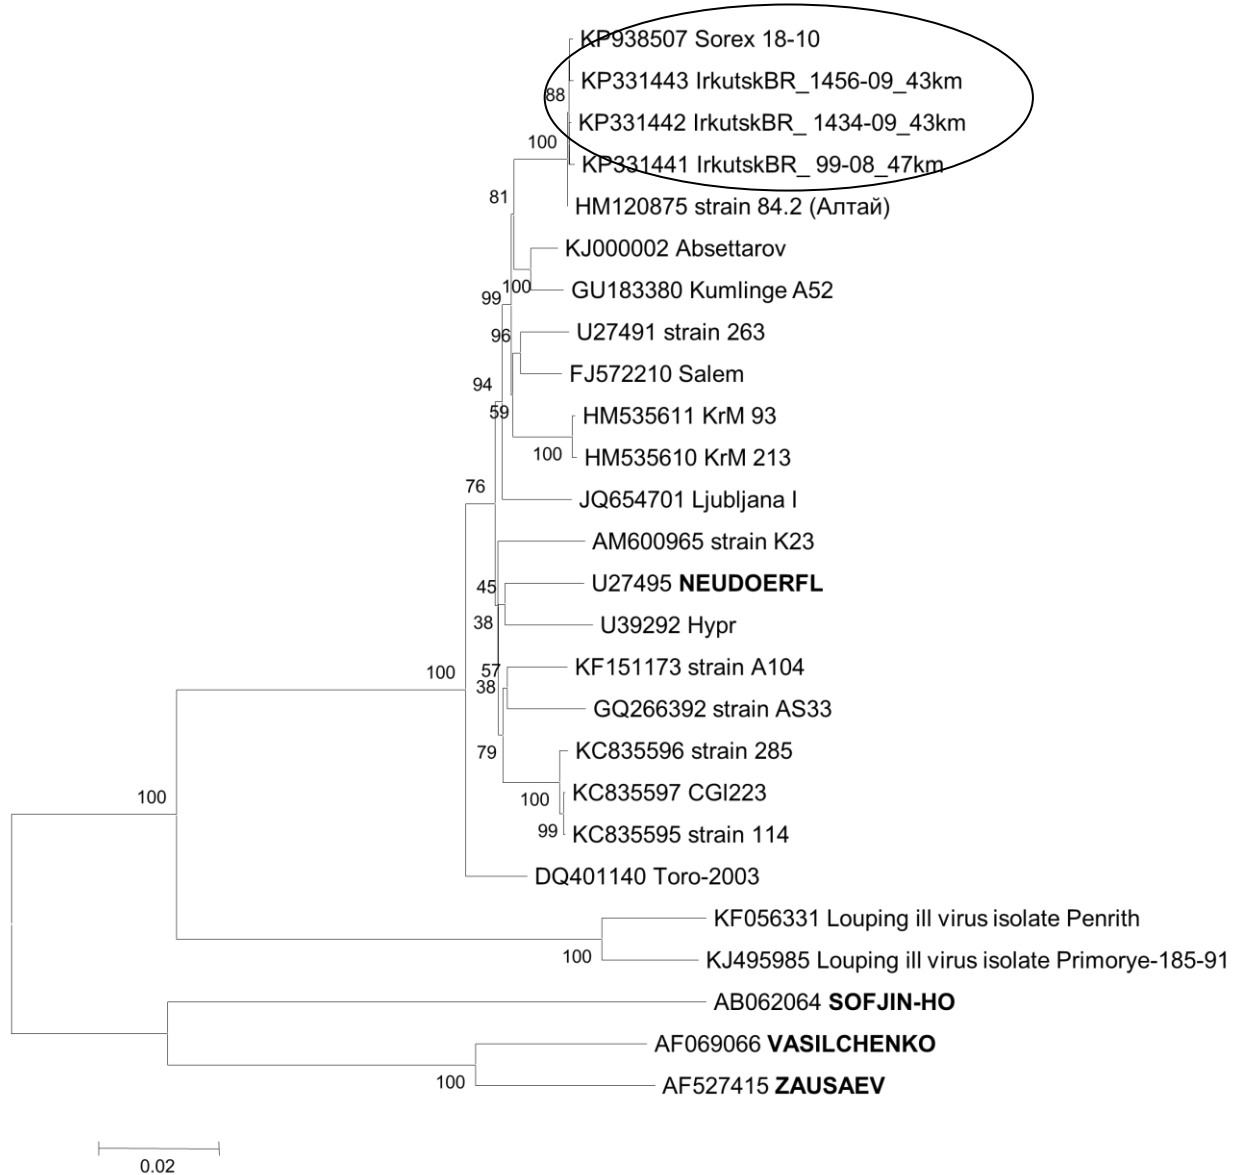 KP938507 Sorex 18-10
KP331443 IrkutskBR_1456-09_43km
88
KP331442 IrkutskBR_ 1434-09_43km
100
KP331441 IrkutskBR_ 99-08_47km
81
HM120875 strain 84.2 (Алтай)
KJ000002 Absettarov
100
GU183380 Kumlinge A52
99
96
U27491 strain 263
FJ572210 Salem
94
59
HM535611 KrM 93
100
HM535610 KrM 213
76
JQ654701 Ljubljana I
AM600965 strain K23
45
U27495 NEUDOERFL
38
U39292 Hypr
100
57
KF151173 strain A104
38
GQ266392 strain AS33
79
KC835596 strain 285
100
KC835597 CGI223
100
99
KC835595 strain 114
DQ401140 Toro-2003
KF056331 Louping ill virus isolate Penrith
100
KJ495985 Louping ill virus isolate Primorye-185-91
AB062064 SOFJIN-HO
AF069066 VASILCHENKO
100
AF527415 ZAUSAEV
0.02